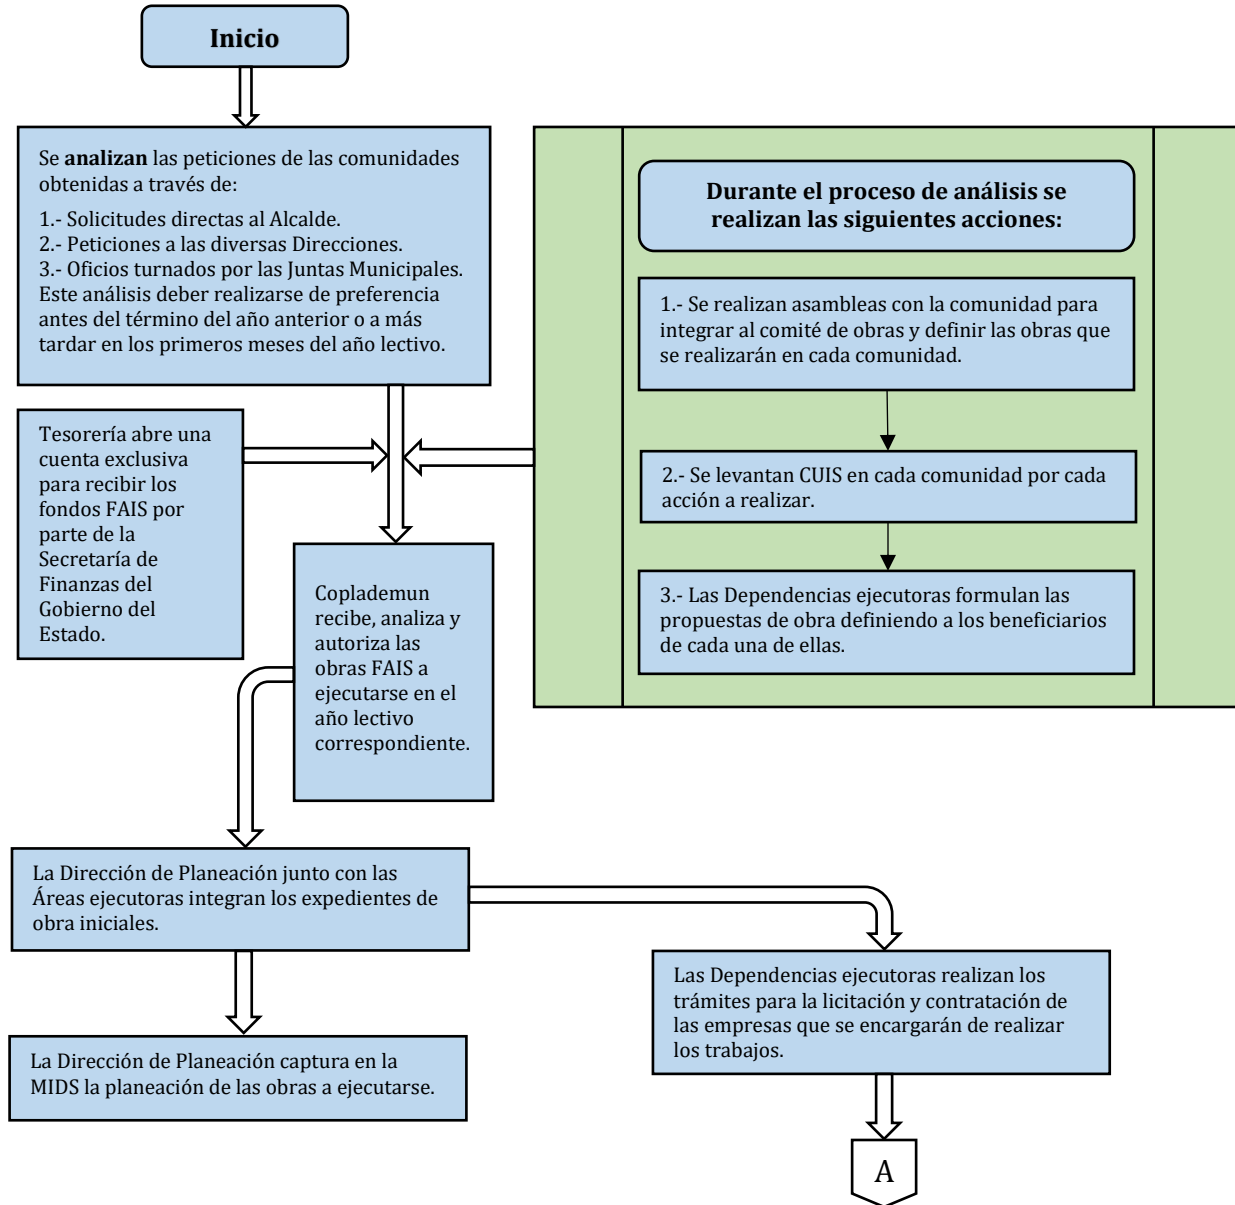 Inicio
Se analizan las peticiones de las comunidades
obtenidas a través de:
1.- Solicitudes directas al Alcalde.
2.- Peticiones a las diversas Direcciones.
3.- Oficios turnados por las Juntas Municipales.
Este análisis deber realizarse de preferencia
antes del término del año anterior o a más
tardar en los primeros meses del año lectivo.
Durante el proceso de análisis se
realizan las siguientes acciones:
1.- Se realizan asambleas con la comunidad para
integrar al comité de obras y definir las obras que
se realizarán en cada comunidad.
2.- Se levantan CUIS en cada comunidad por cada
acción a realizar.
3.- Las Dependencias ejecutoras formulan las
propuestas de obra definiendo a los beneficiarios
de cada una de ellas.
Tesorería abre una
cuenta exclusiva
para recibir los
fondos FAIS por
parte de la
Secretaría de
Finanzas del
Gobierno del
Estado.
Coplademun
recibe, analiza y
autoriza las
obras FAIS a
ejecutarse en el
año lectivo
correspondiente.
La Dirección de Planeación junto con las
Áreas ejecutoras integran los expedientes de
obra iniciales.
La Dirección de Planeación captura en la
MIDS la planeación de las obras a ejecutarse.
Las Dependencias ejecutoras realizan los
trámites para la licitación y contratación de
las empresas que se encargarán de realizar
los trabajos.
A